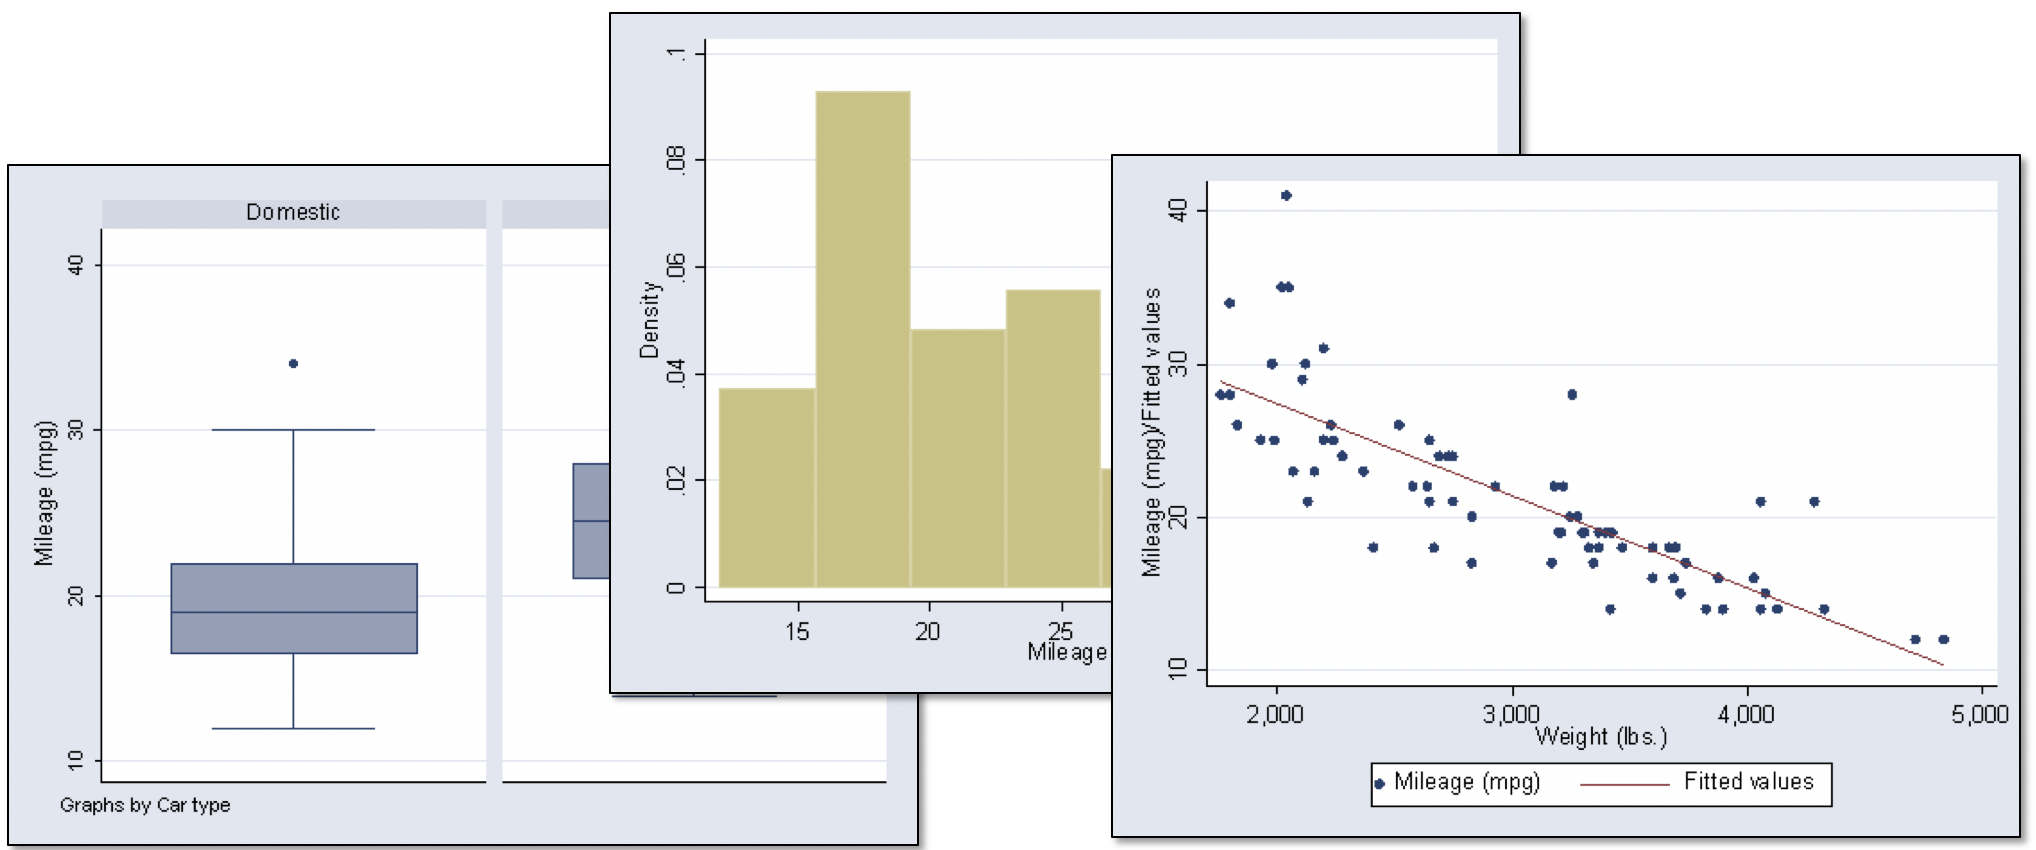 Domestic
Mileage (mpg)
40
30
20
10
Graphs by Car type
Density
.1
.08
.06
.04
.02
0
15 20 25
Mileage
Mileage (mpg)/Fitted values
40
30
20
10
2,000 3,000 4,000 5,000
Weight (lbs.)
Mileage (mpg) Fitted values